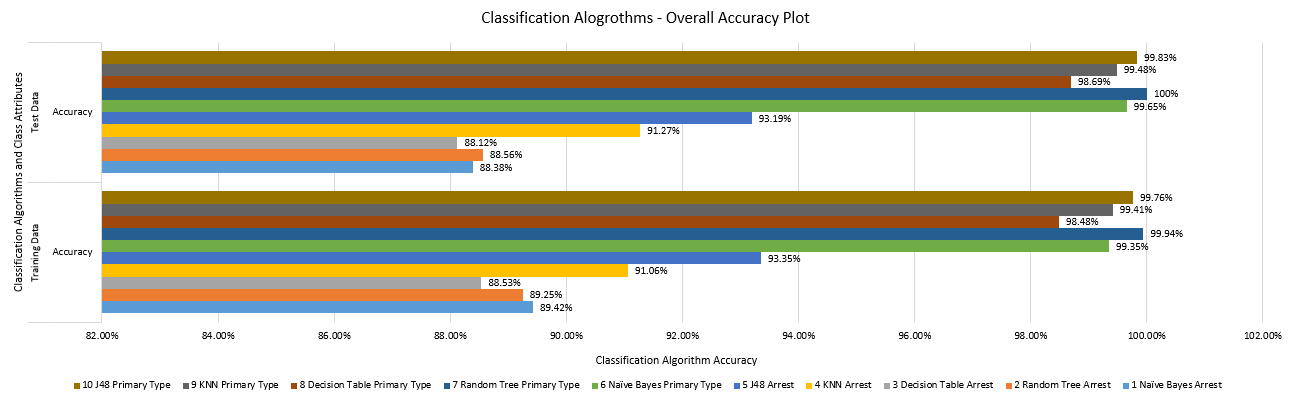 Classification Alogrothms - Overall Accuracy Plot
Classification Algorithms and Class Attributes
Test Data
Accuracy
99.83%
99.48%
98.69%
100%
99.65%
93.19%
91.27%
88.12%
88.56%
88.38%
Training Data
Accuracy
99.76%
99.41%
98.48%
99.94%
99.35%
93.35%
91.06%
88.53%
89.25%
89.42%
82.00% 84.00% 86.00% 88.00% 90.00% 92.00% 94.00% 96.00% 98.00% 100.00% 102.00%
Classification Algorithm Accuracy
10 J48 Primary Type 9 KNN Primary Type 8 Decision Table Primary Type 7 Random Tree Primary Type 6 Naïve Bayes Primary Type 5 J48 Arrest 4 KNN Arrest 3 Decision Table Arrest 2 Random Tree Arrest 1 Naïve Bayes Arrest